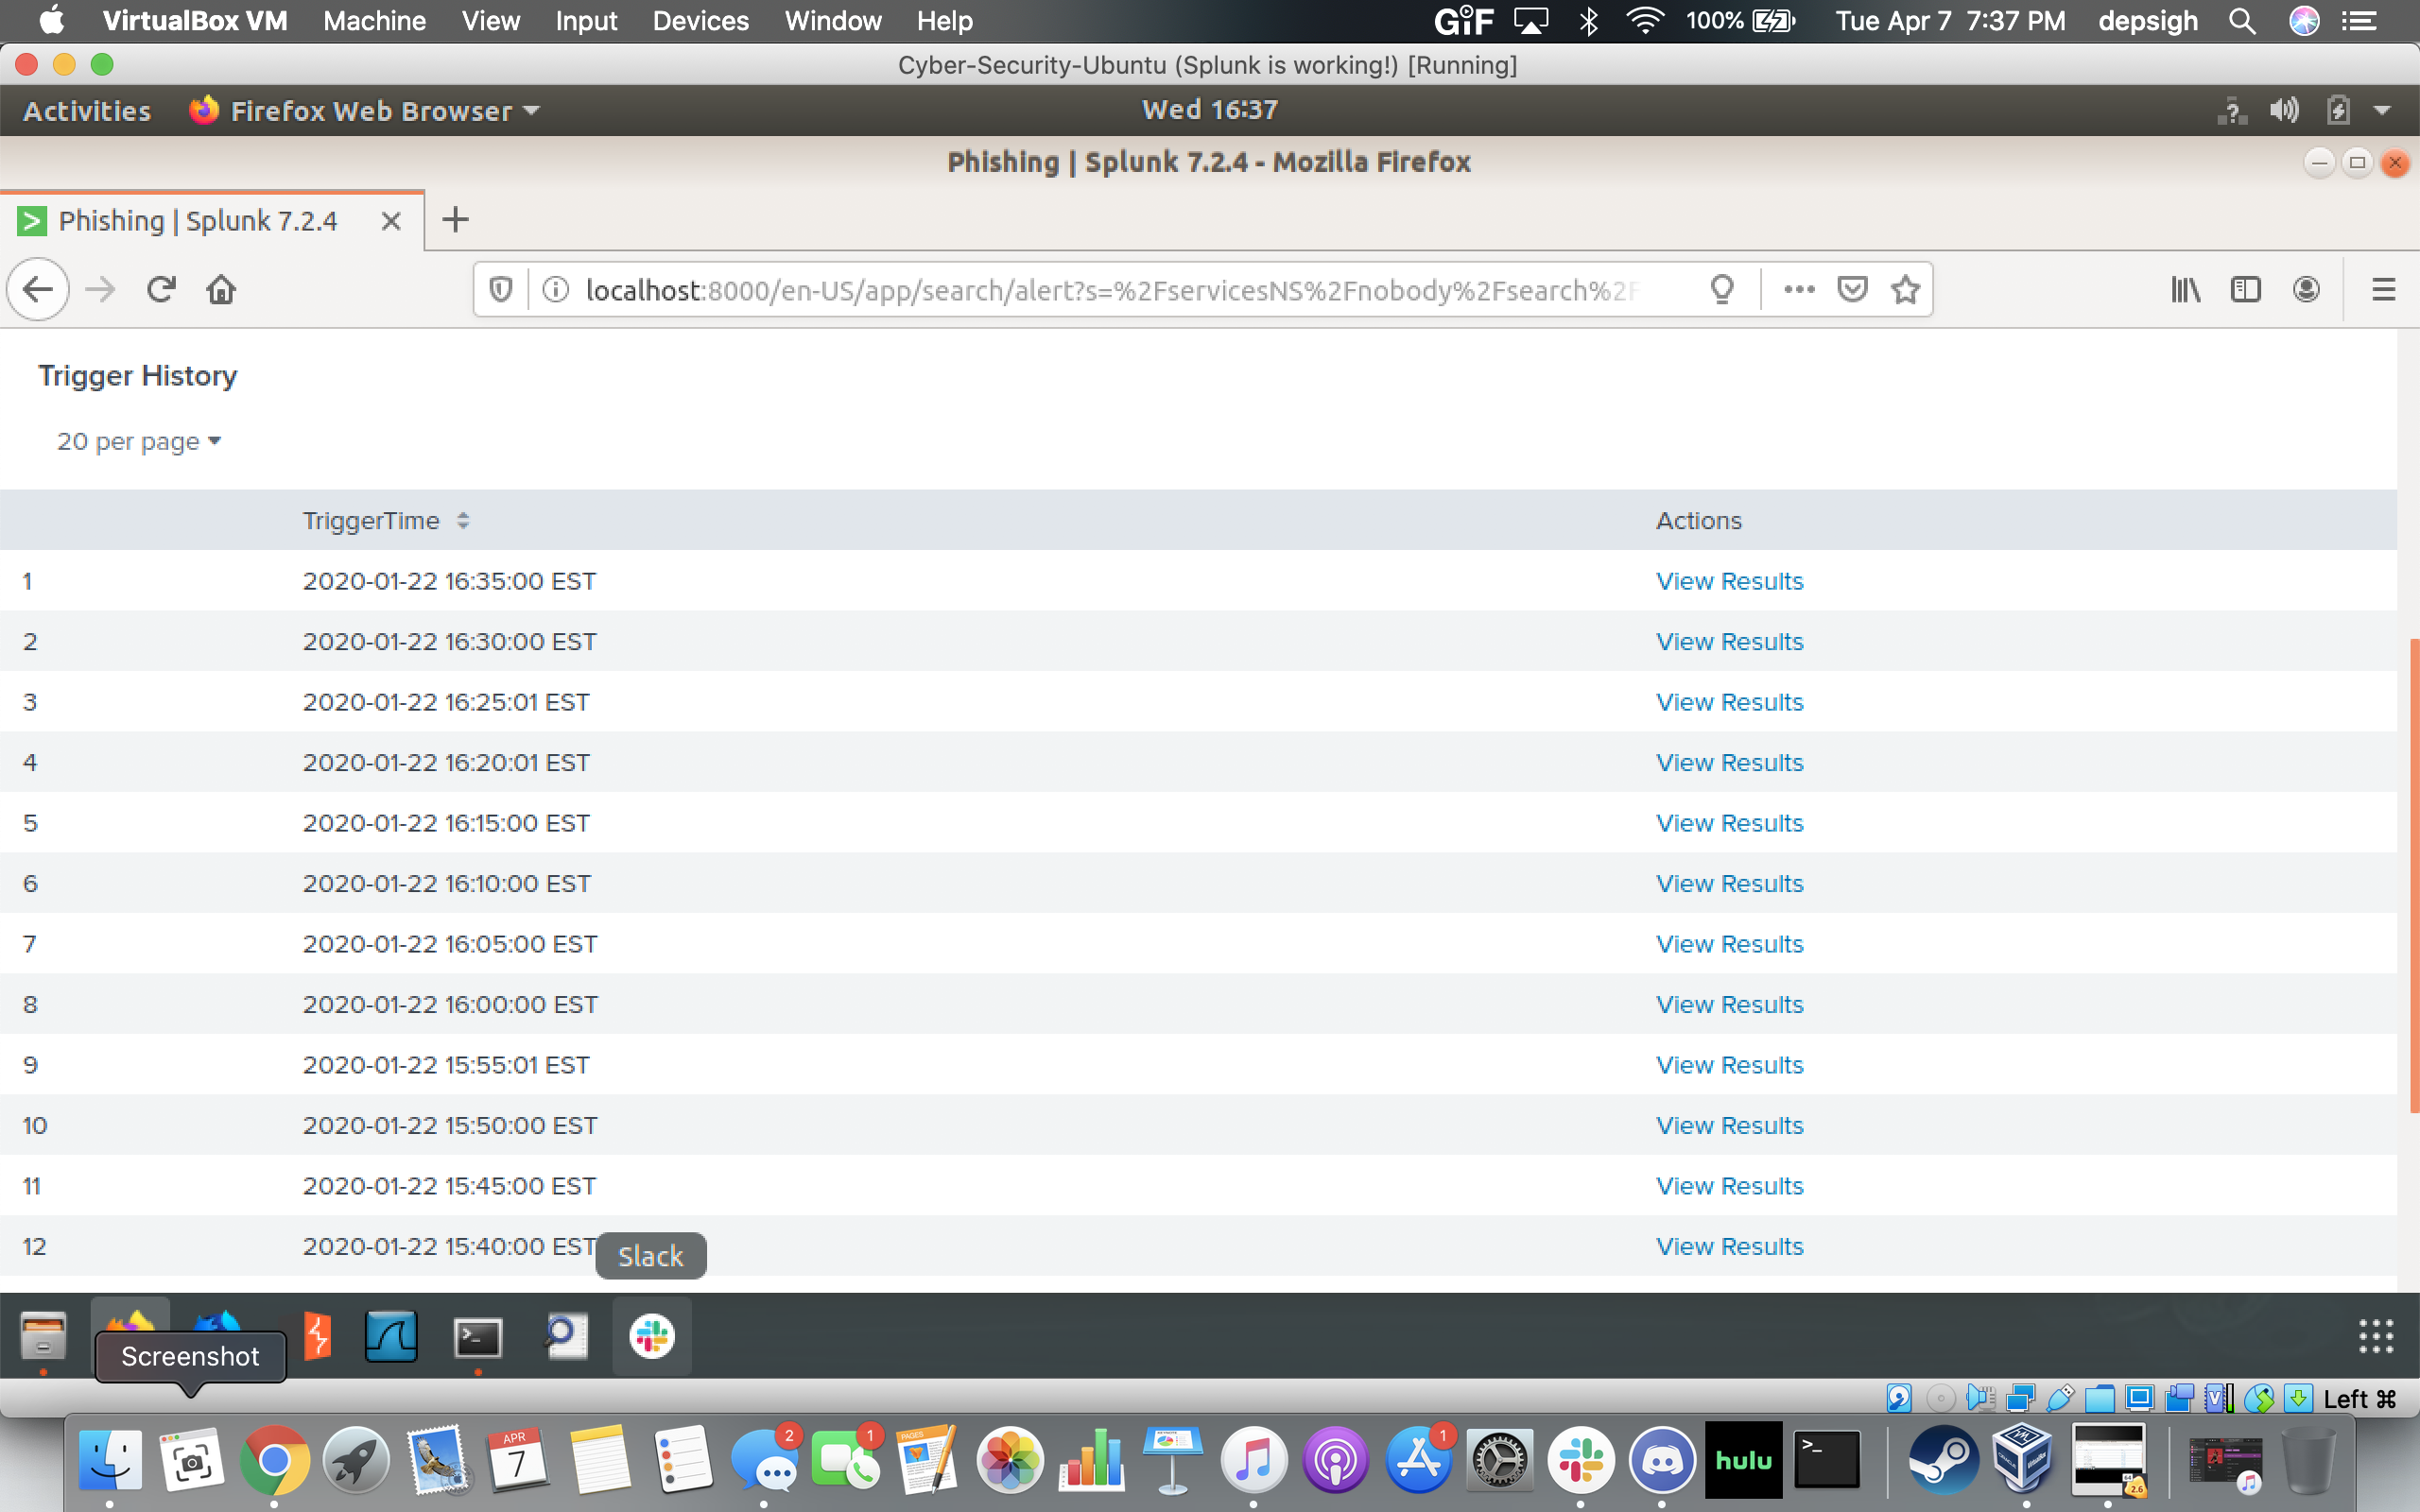 VirtualBox VM Machine View Input Devices Window Help GIF 100% Tue Apr 7 7:37 PM depsigh
Cyber-Security-Ubuntu (Splunk is working!) [Running]
Activities Firefox Web Browser Wed 16:37
Phishing | Splunk 7.2.4 - Mozilla Firefox
Phishing | Splunk 7.2.4
localhost:8000/en-US/app/search/alert?s=%2FservicesNS%2Fnobody%2Fsearch%2F
Trigger History
20 per page
TriggerTime Actions
1 2020-01-22 16:35:00 EST View Results
2 2020-01-22 16:30:00 EST View Results
3 2020-01-22 16:25:01 EST View Results
4 2020-01-22 16:20:01 EST View Results
5 2020-01-22 16:15:00 EST View Results
6 2020-01-22 16:10:00 EST View Results
7 2020-01-22 16:05:00 EST View Results
8 2020-01-22 16:00:00 EST View Results
9 2020-01-22 15:55:01 EST View Results
10 2020-01-22 15:50:00 EST View Results
11 2020-01-22 15:45:00 EST View Results
12 2020-01-22 15:40:00 EST View Results
Slack
Screenshot
Left ⌘
APR 7 2 1 PAGES 1 hulu